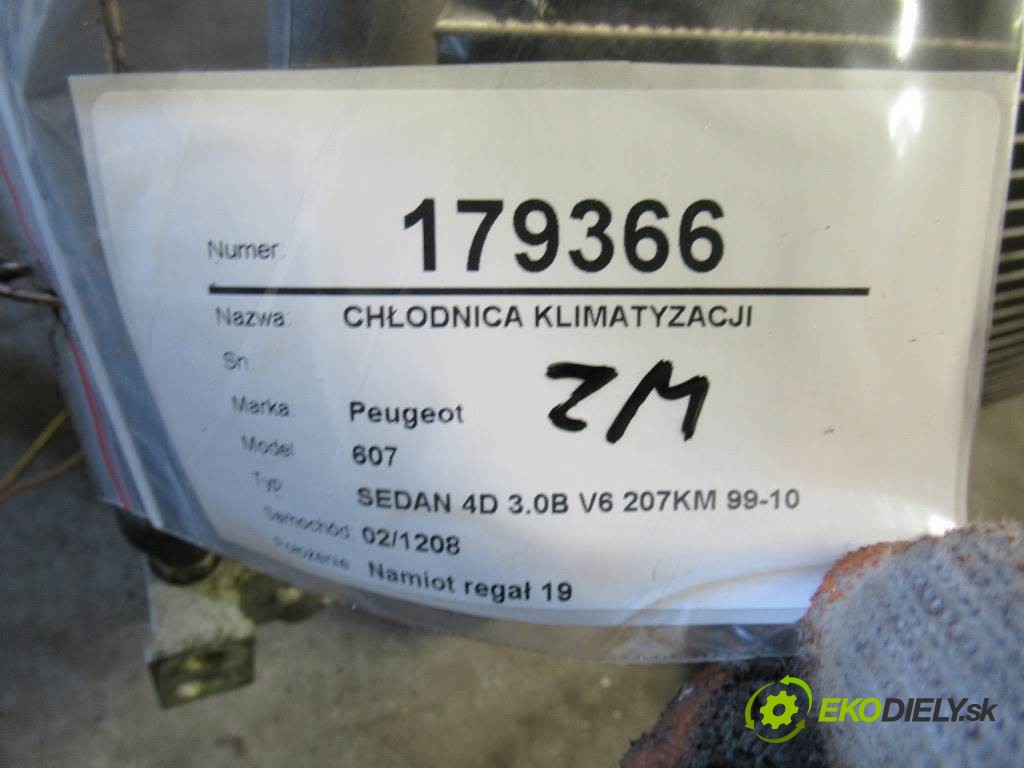 Numer: 179366
Nazwa: CHŁODNICA KLIMATYZACJI
Sn
ZM
Marka: Peugeot
Model 607
Typ SEDAN 4D 3.0B V6 207KM 99-10
Samochód: 02/1208
Położenie Namiot regał 19
EKODIELY.sk